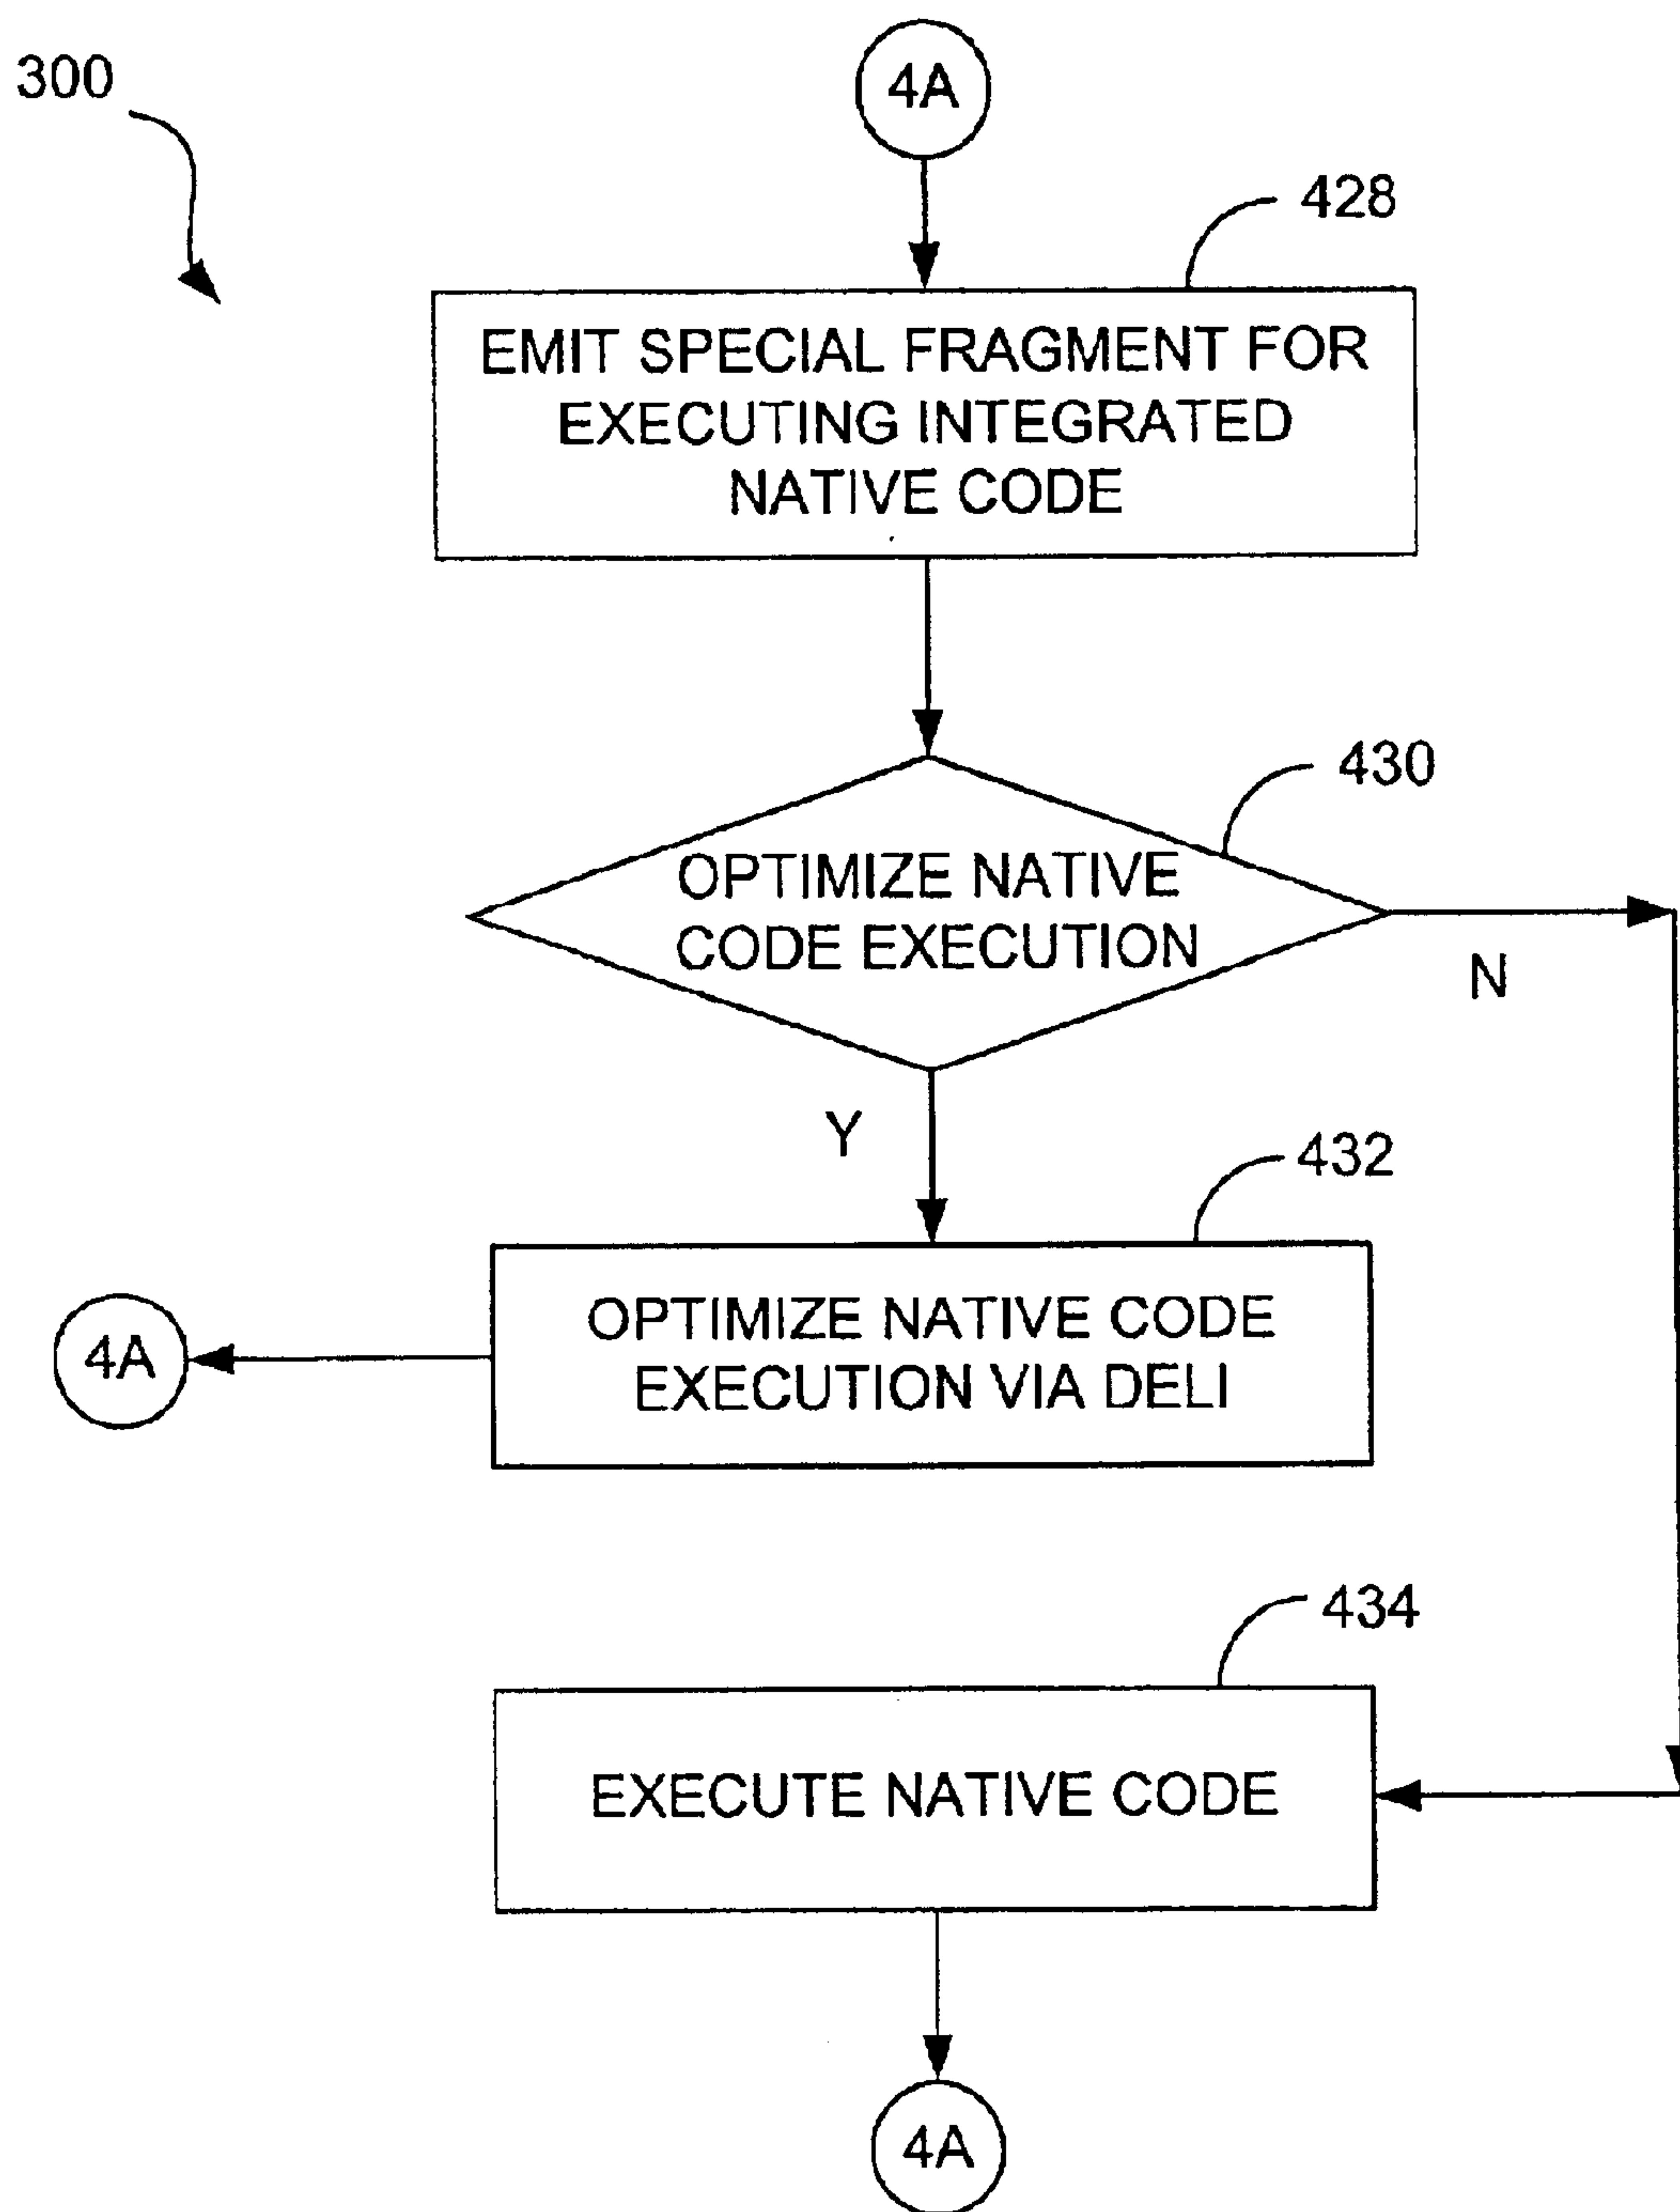 300
4A
428
EMIT SPECIAL FRAGMENT FOR
EXECUTING INTEGRATED
NATIVE CODE
430
OPTIMIZE NATIVE
CODE EXECUTION
N
Y
432
OPTIMIZE NATIVE CODE
EXECUTION VIA DELI
4A
434
EXECUTE NATIVE CODE
4A